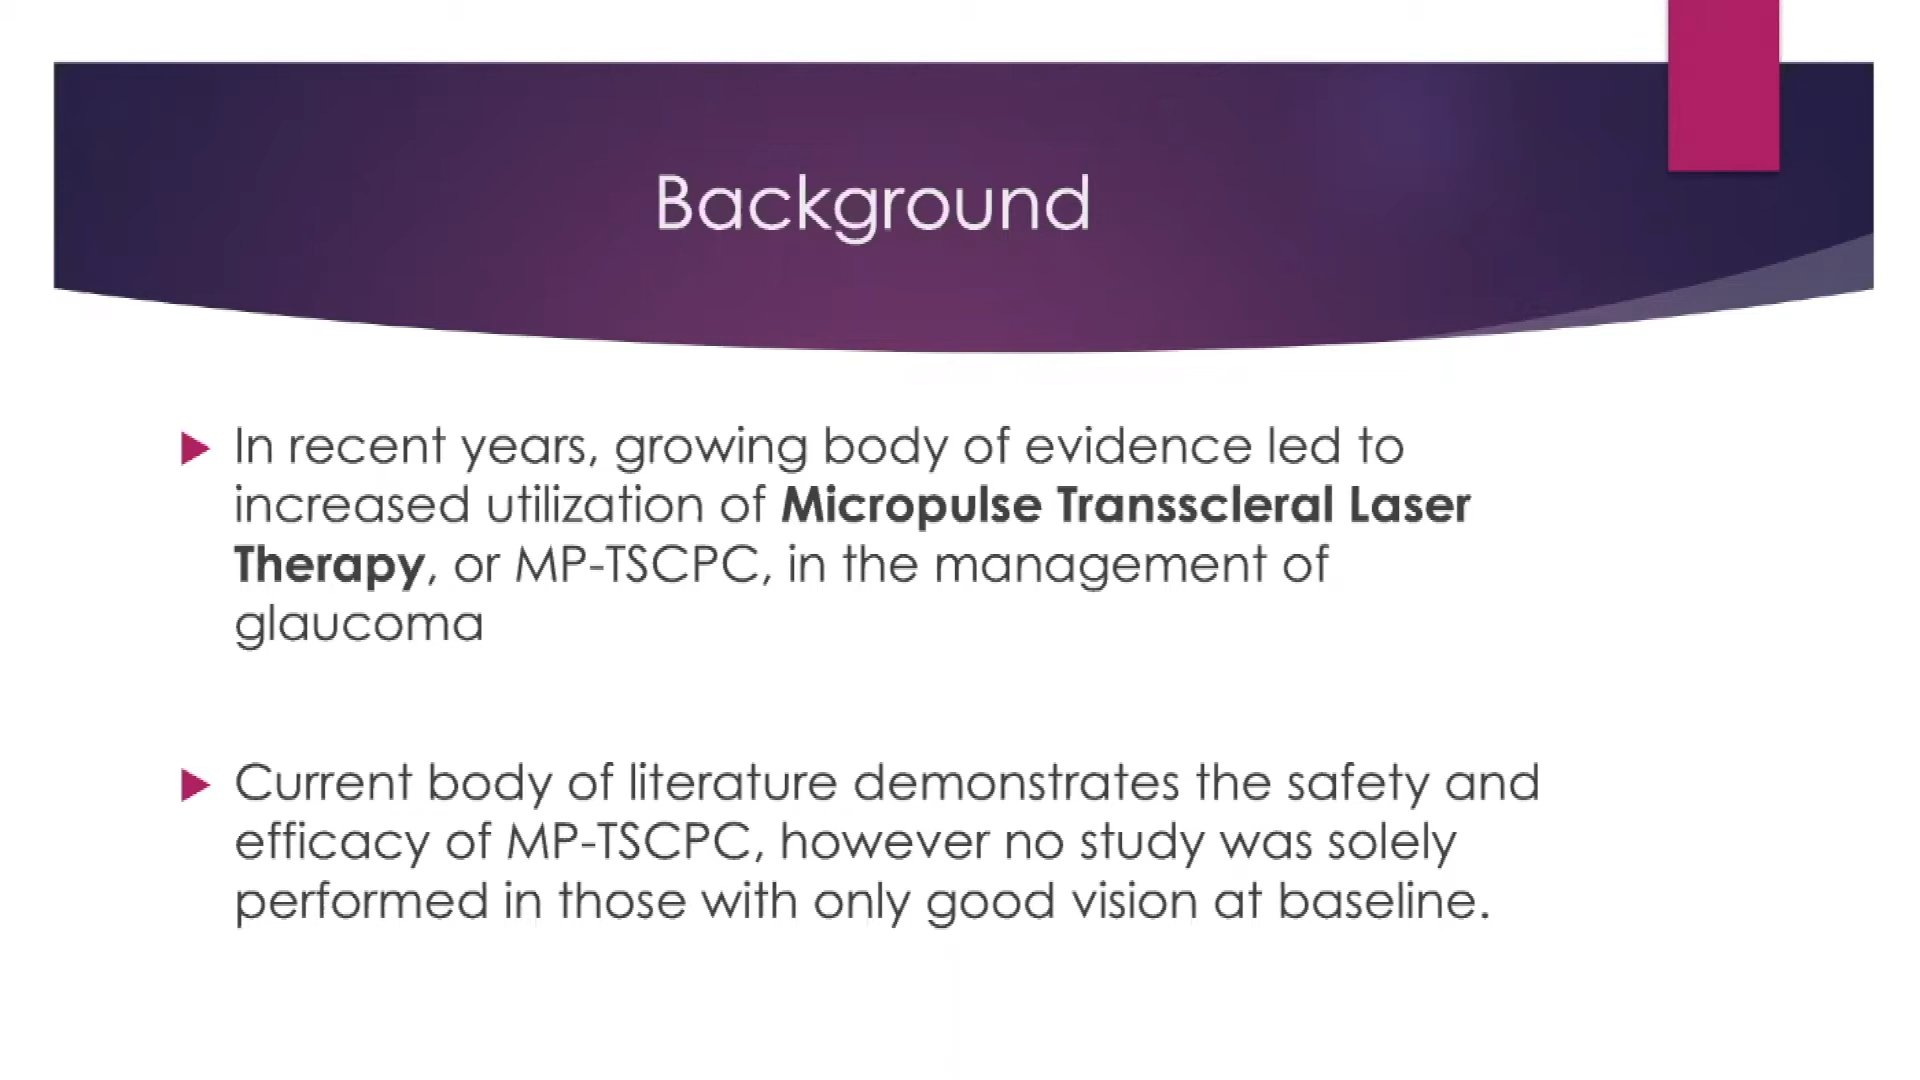 Background
In recent years, growing body of evidence led to
increased utilization of Micropulse Transscleral Laser
Therapy, or MP-TSCPC, in the management of
glaucoma
Current body of literature demonstrates the safety and
efficacy of MP-TSCPC, however no study was solely
performed in those with only good vision at baseline.